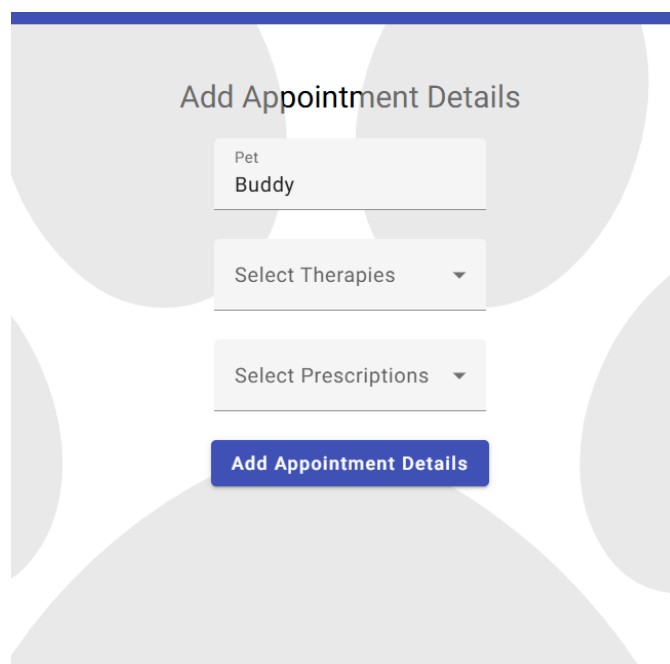 Add Appointment Details
Pet
Buddy
Select Therapies
Select Prescriptions
Add Appointment Details